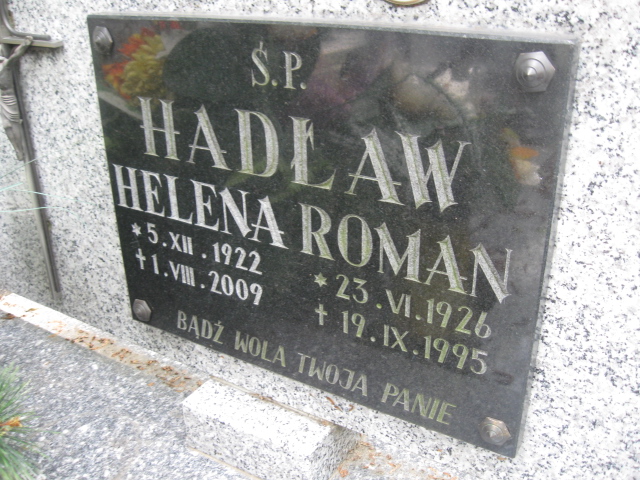 Ś.P.
HADŁAW
HELENA ROMAN
* 5.XII.1922 * 23.VI.1926
+ 1.VIII.2009 + 19.IX.1995
BĄDŹ WOLA TWOJA PANIE